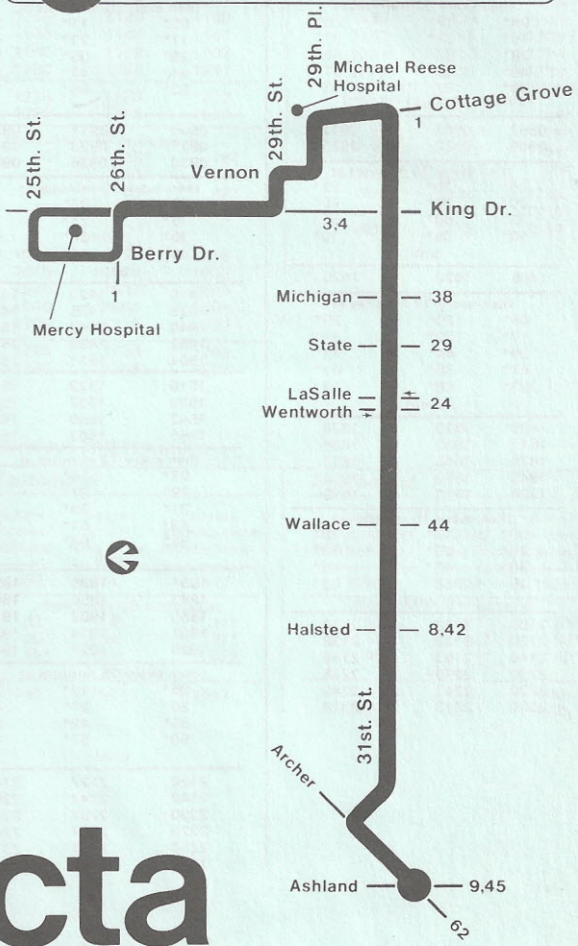 29th. Pl.
Michael Reese
Hospital
Cottage Grove
1
25th. St.
26th. St.
29th. St.
Vernon
3,4
King Dr.
Berry Dr.
1
Mercy Hospital
Michigan
38
State
29
LaSalle
Wentworth
24
Wallace
44
Halsted
8,42
31st. St.
Archer
Ashland
9,45
62
cta